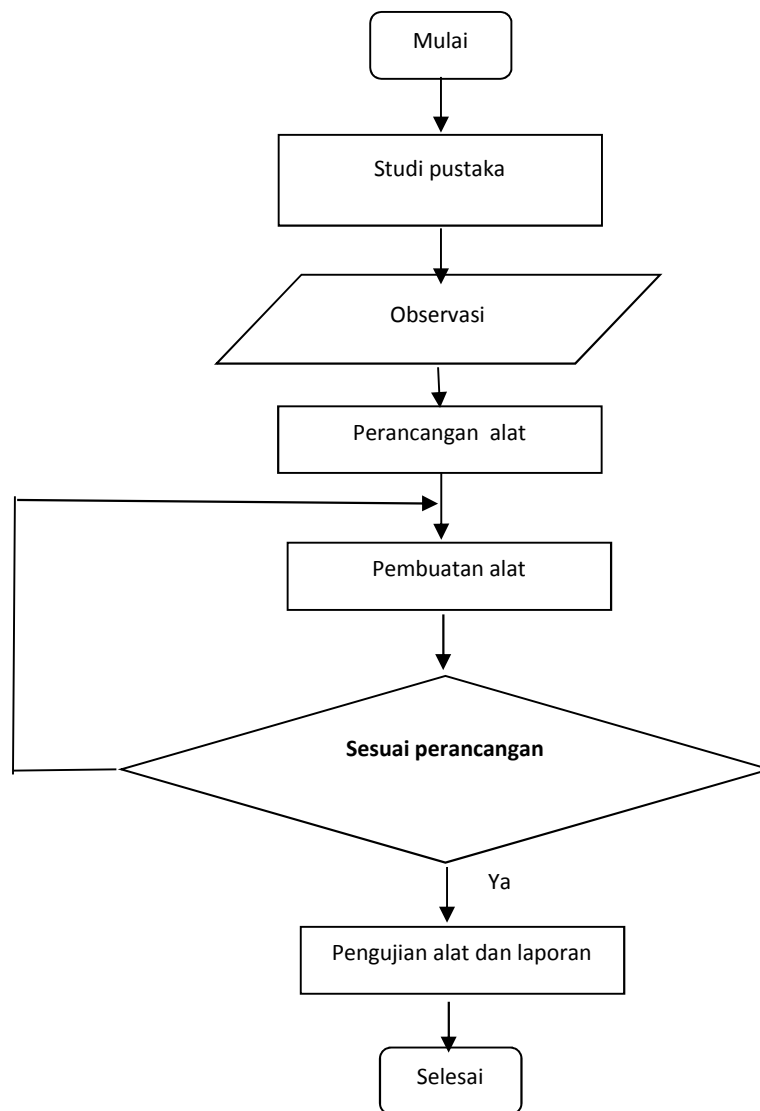 Mulai
Studi pustaka
Observasi
Perancangan alat
Pembuatan alat
Sesuai perancangan
Ya
Pengujian alat dan laporan
Selesai